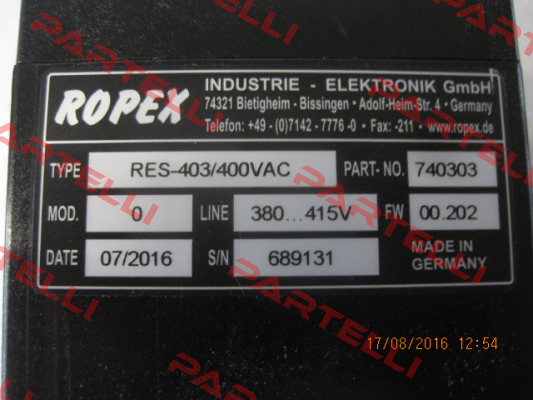 ROPEX
INDUSTRIE - ELEKTRONIK GmbH
74321 Bietigheim - Bissingen • Adolf-Heim-Str. 4 • Germany
Telefon: +49 - (0)7142 - 7776 -0 • Fax: -211 - www.ropex.de
TYPE RES-403/400VAC PART- NO. 740303
MOD. 0 LINE 380...415V FW 00.202
DATE 07/2016 S/N 689131 MADE IN
GERMANY
17/08/2016 12:54
PARTELLI
PARTELLI
PARTELLI
PARTELLI
PARTELLI